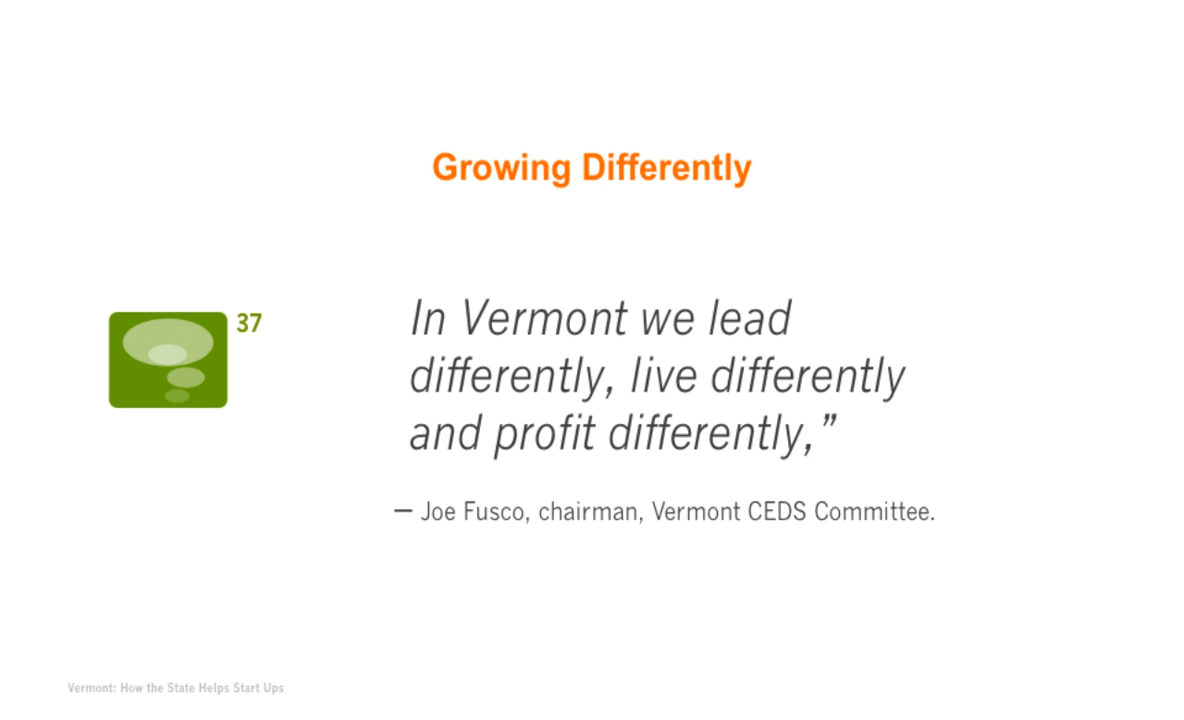 Growing Differently
37
In Vermont we lead
differently, live differently
and profit differently,”
— Joe Fusco, chairman, Vermont CEDS Committee.
Vermont: How the State Helps Start Ups